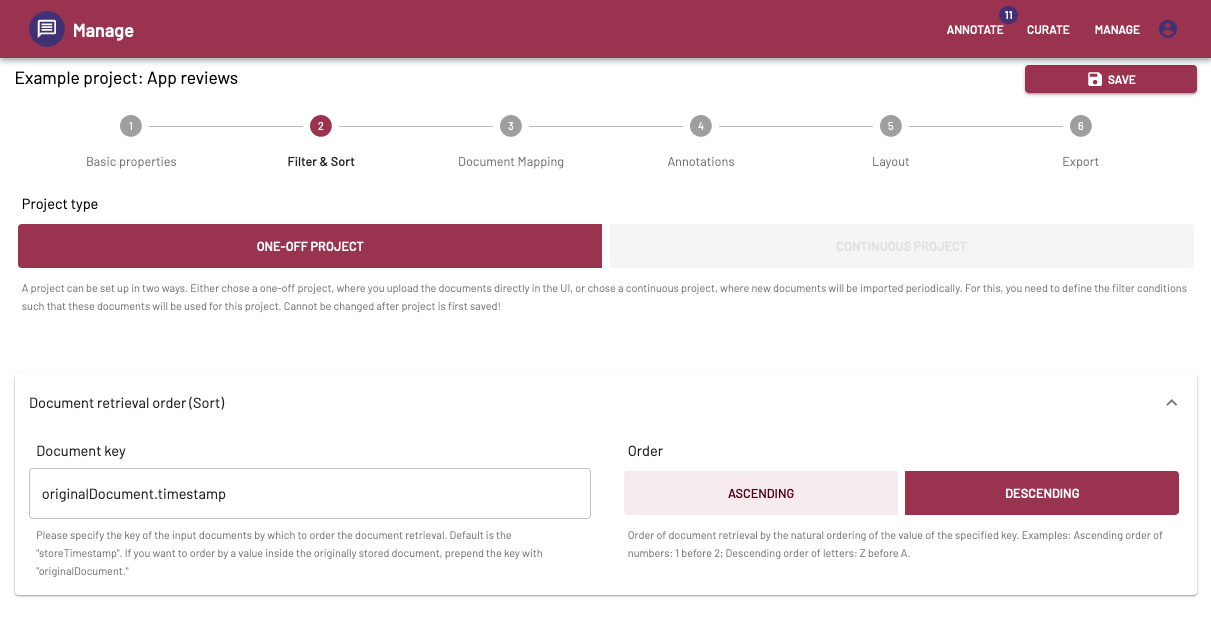 Manage
ANNOTATE
11
CURATE
MANAGE
Example project: App reviews
SAVE
1
2
3
4
5
6
Basic properties
Filter & Sort
Document Mapping
Annotations
Layout
Export
Project type
ONE-OFF PROJECT
CONTINUOUS PROJECT
A project can be set up in two ways. Either chose a one-off project, where you upload the documents directly in the UI, or chose a continuous project, where new documents will be imported periodically. For this, you need to define the filter conditions
such that these documents will be used for this project. Cannot be changed after project is first saved!
Document retrieval order (Sort)
Document key
originalDocument.timestamp
Please specify the key of the input documents by which to order the document retrieval. Default is the
"storeTimestamp". If you want to order by a value inside the originally stored document, prepend the key with
"originalDocument."
Order
ASCENDING
DESCENDING
Order of document retrieval by the natural ordering of the value of the specified key. Examples: Ascending order of
numbers: 1 before 2; Descending order of letters: Z before A.